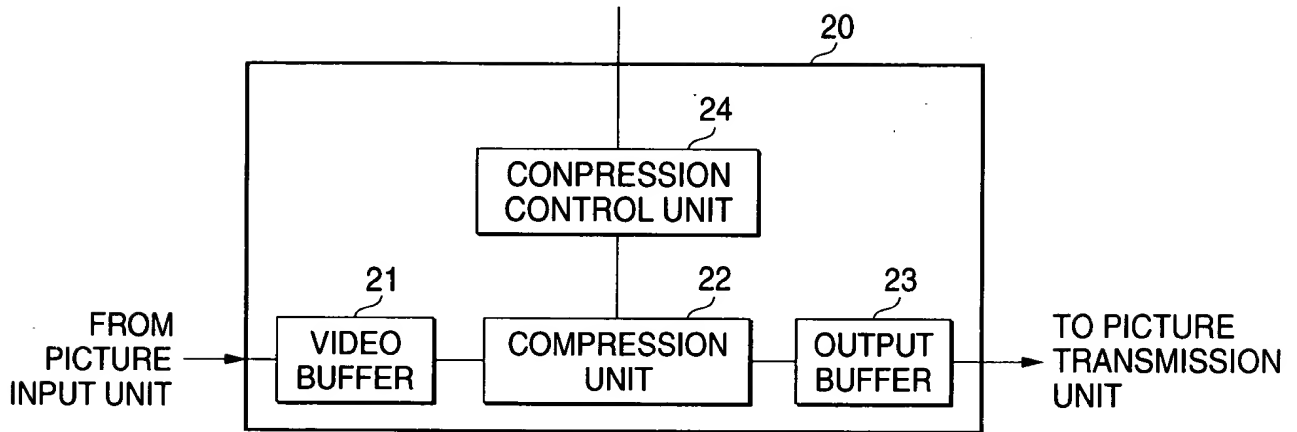 20
24
CONPRESSION
CONTROL UNIT
21
22
23
FROM
PICTURE
INPUT UNIT
VIDEO
BUFFER
COMPRESSION
UNIT
OUTPUT
BUFFER
TO PICTURE
TRANSMISSION
UNIT